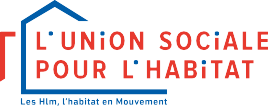 L'UNiON SOCiALE
POUR L'HABiTAT
Les Hlm, l'habitat en Mouvement